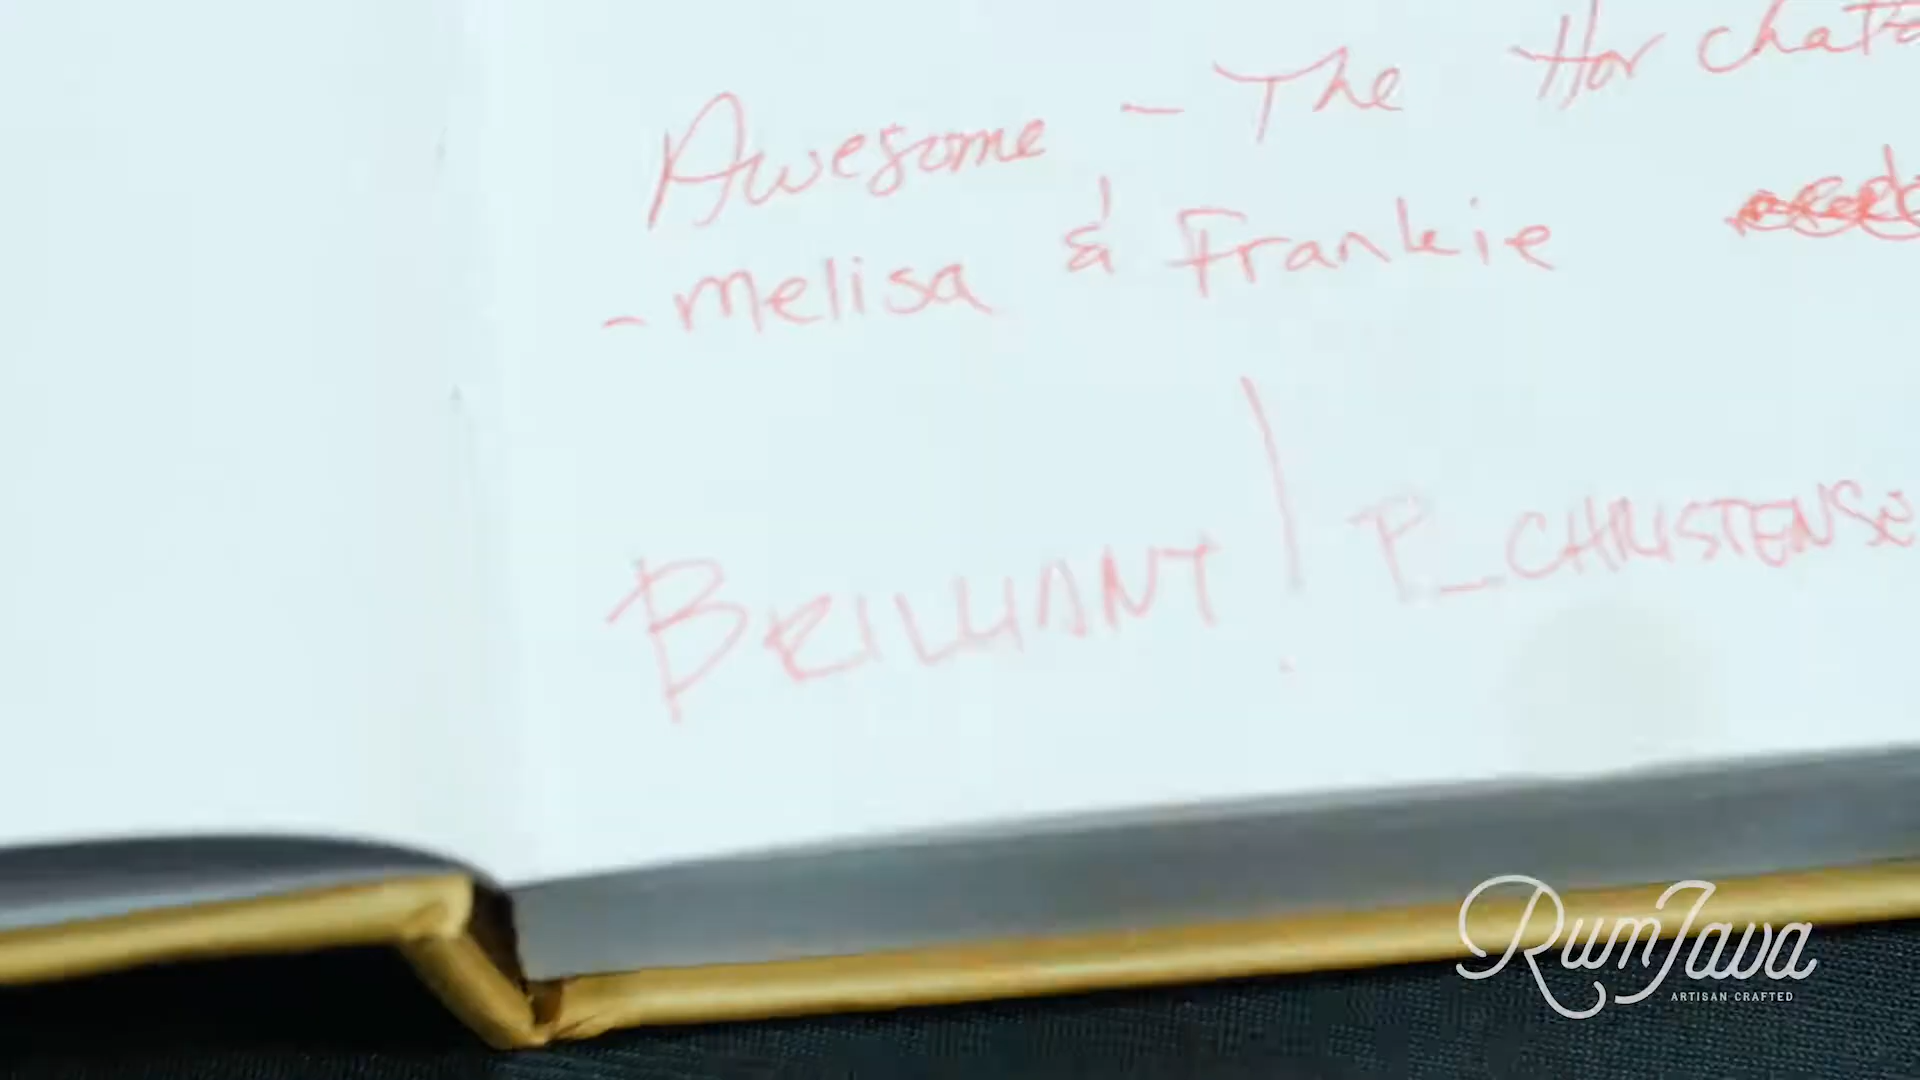 Awesome - The Horchata
- Melisa & Frankie
BRILLIANT! P_CHRISTENSE
RumJava
ARTISAN CRAFTED